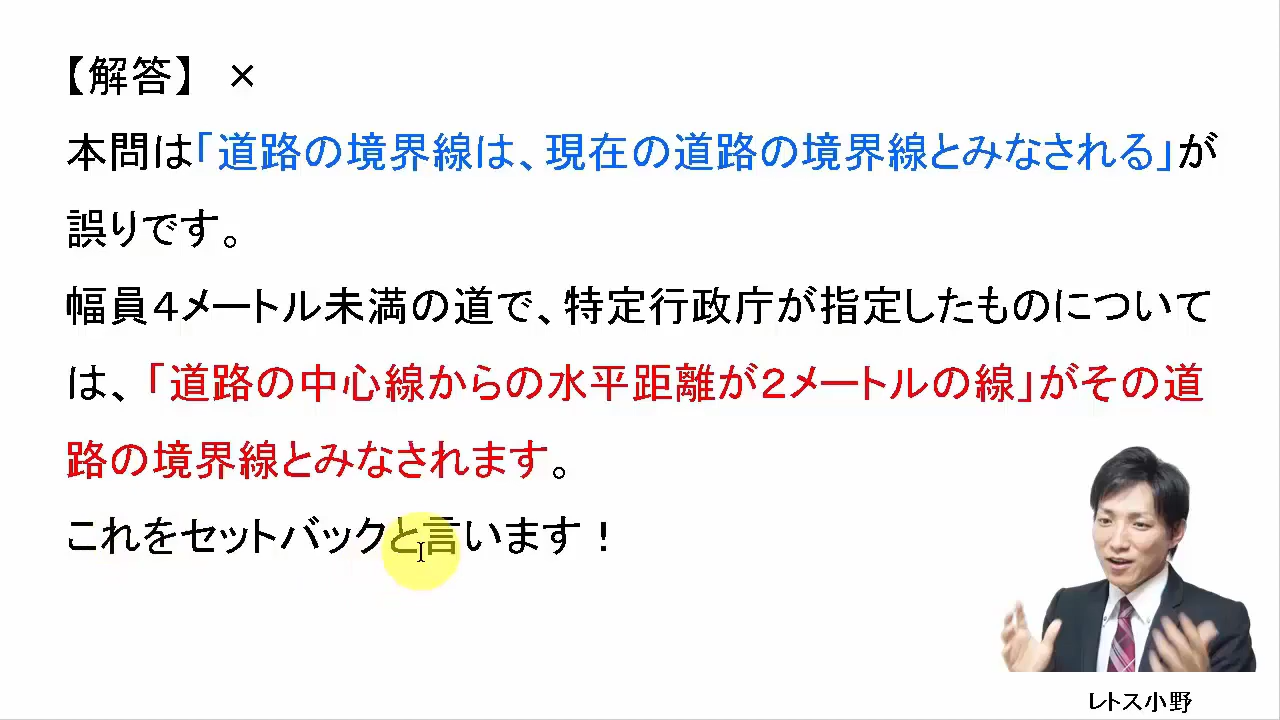 【解答】 ×
本問は「道路の境界線は、現在の道路の境界線とみなされる」が
誤りです。
幅員４メートル未満の道で、特定行政庁が指定したものについて
は、「道路の中心線からの水平距離が２メートルの線」がその道
路の境界線とみなされます。
これをセットバックと言います！
レトス小野